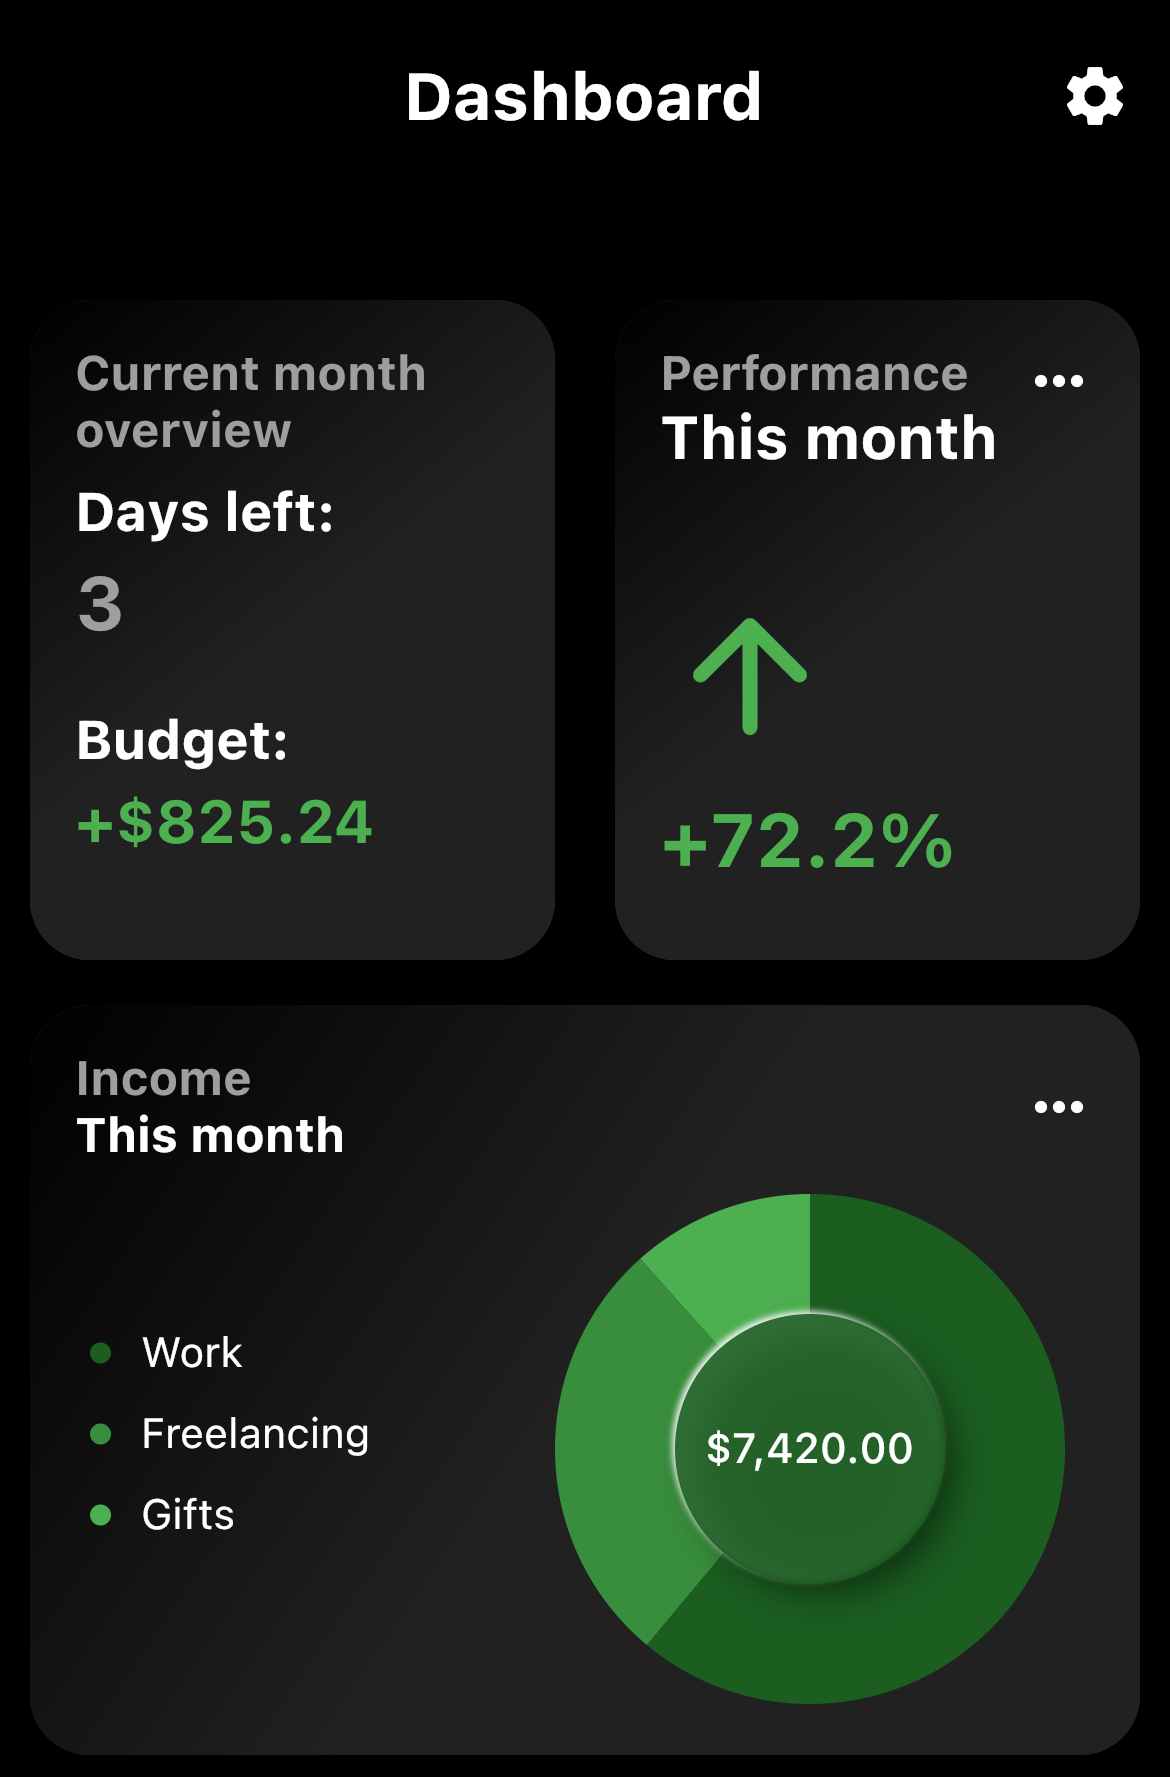 Dashboard
Current month
overview
Days left:
3
Budget:
+$825.24
Performance
This month
+72.2%
Income
This month
Work
Freelancing
Gifts
$7,420.00